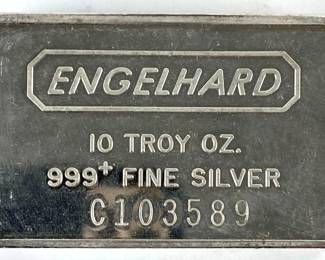 ENGELHARD
10 TROY OZ.
999+ FINE SILVER
C103589